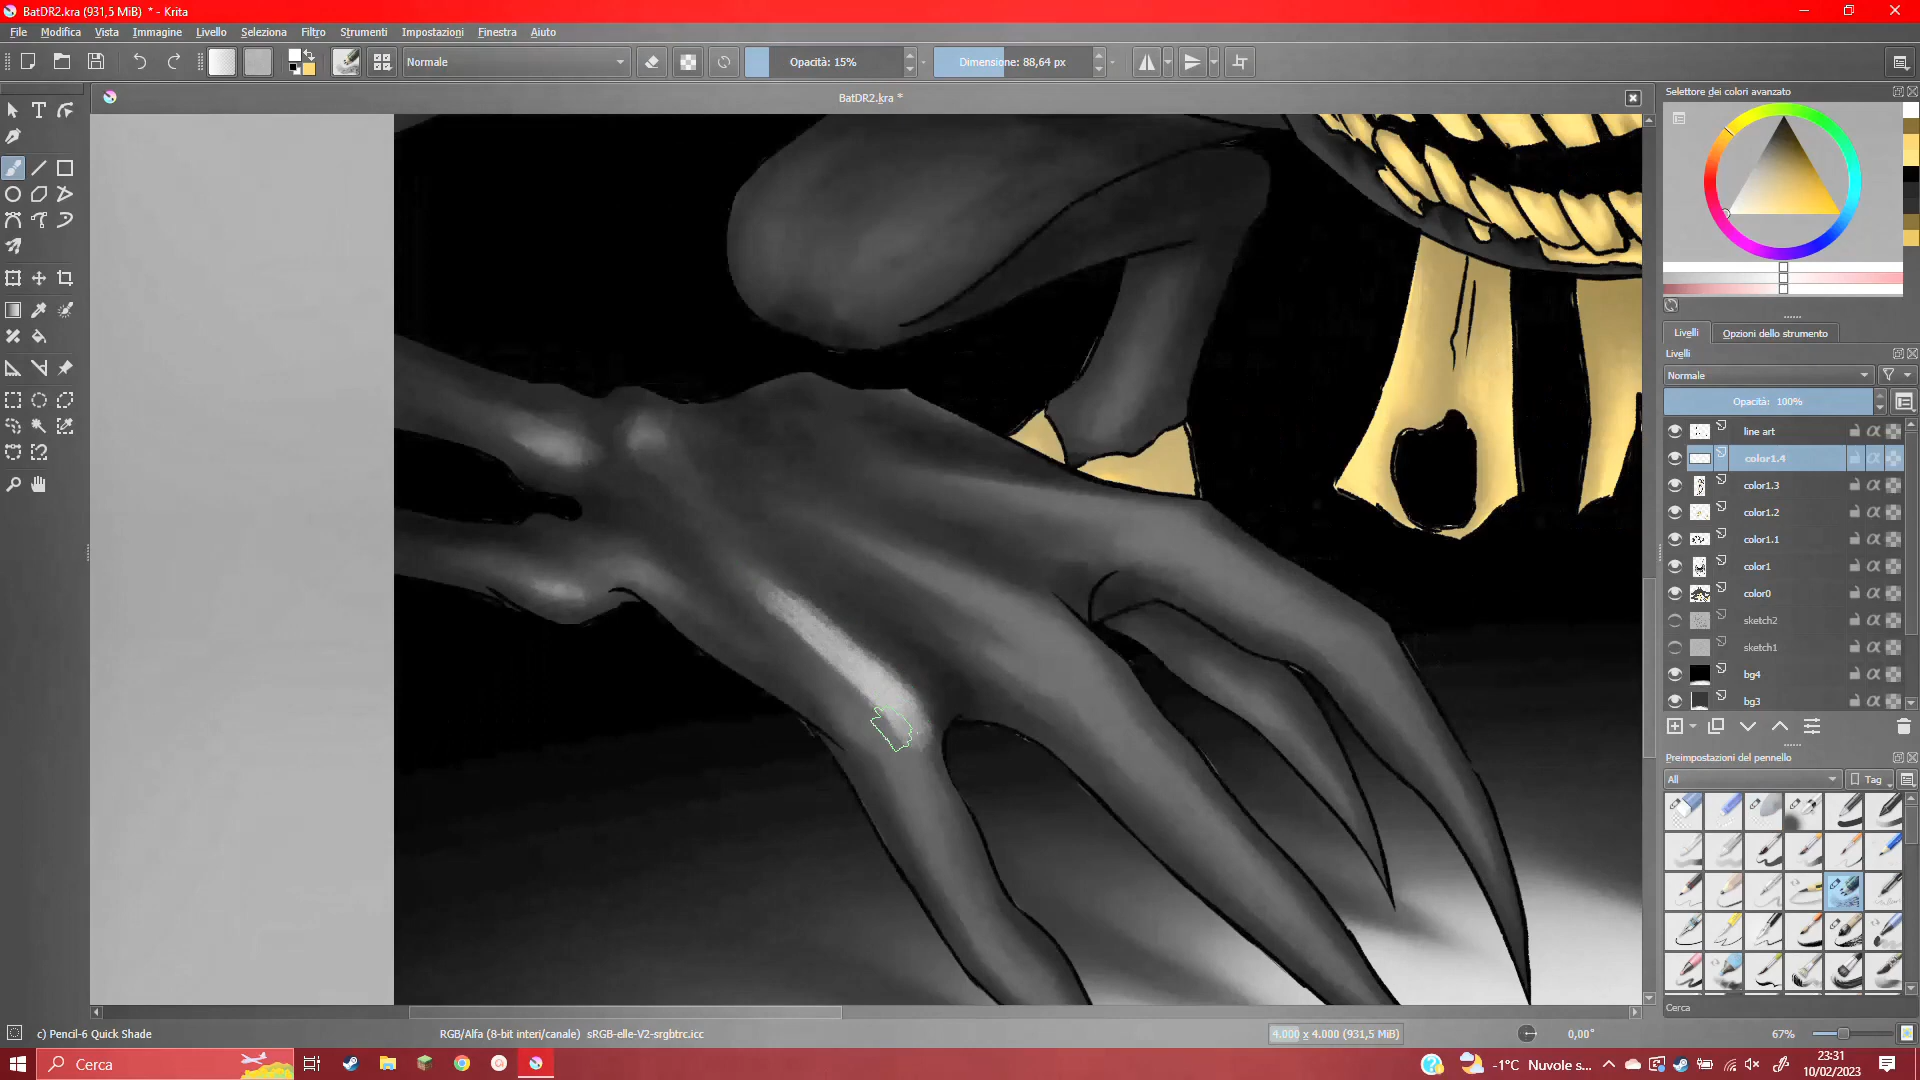 BatDR2.kra (931,5 MiB) * - Krita
File Modifica Vista Immagine Livello Seleziona Filtro Strumenti Impostazioni Finestra Aiuto
Normale Opacità: 15% Dimensione: 88,64 px
BatDR2.kra *
Selettore dei colori avanzato
Livelli Opzioni dello strumento
Livelli
Normale
Opacità: 100%
line art
color1.4
color1.3
color1.2
color1.1
color1
color0
sketch2
sketch1
bg4
bg3
Preimpostazioni del pennello
All Tag
Cerca
c) Pencil-6 Quick Shade RGB/Alfa (8-bit interi/canale) sRGB-elle-V2-srgbtrc.icc 4.000 x 4.000 (931,5 MiB) 0,00° 67%
Cerca -1°C Nuvole s... 23:31
10/02/2023